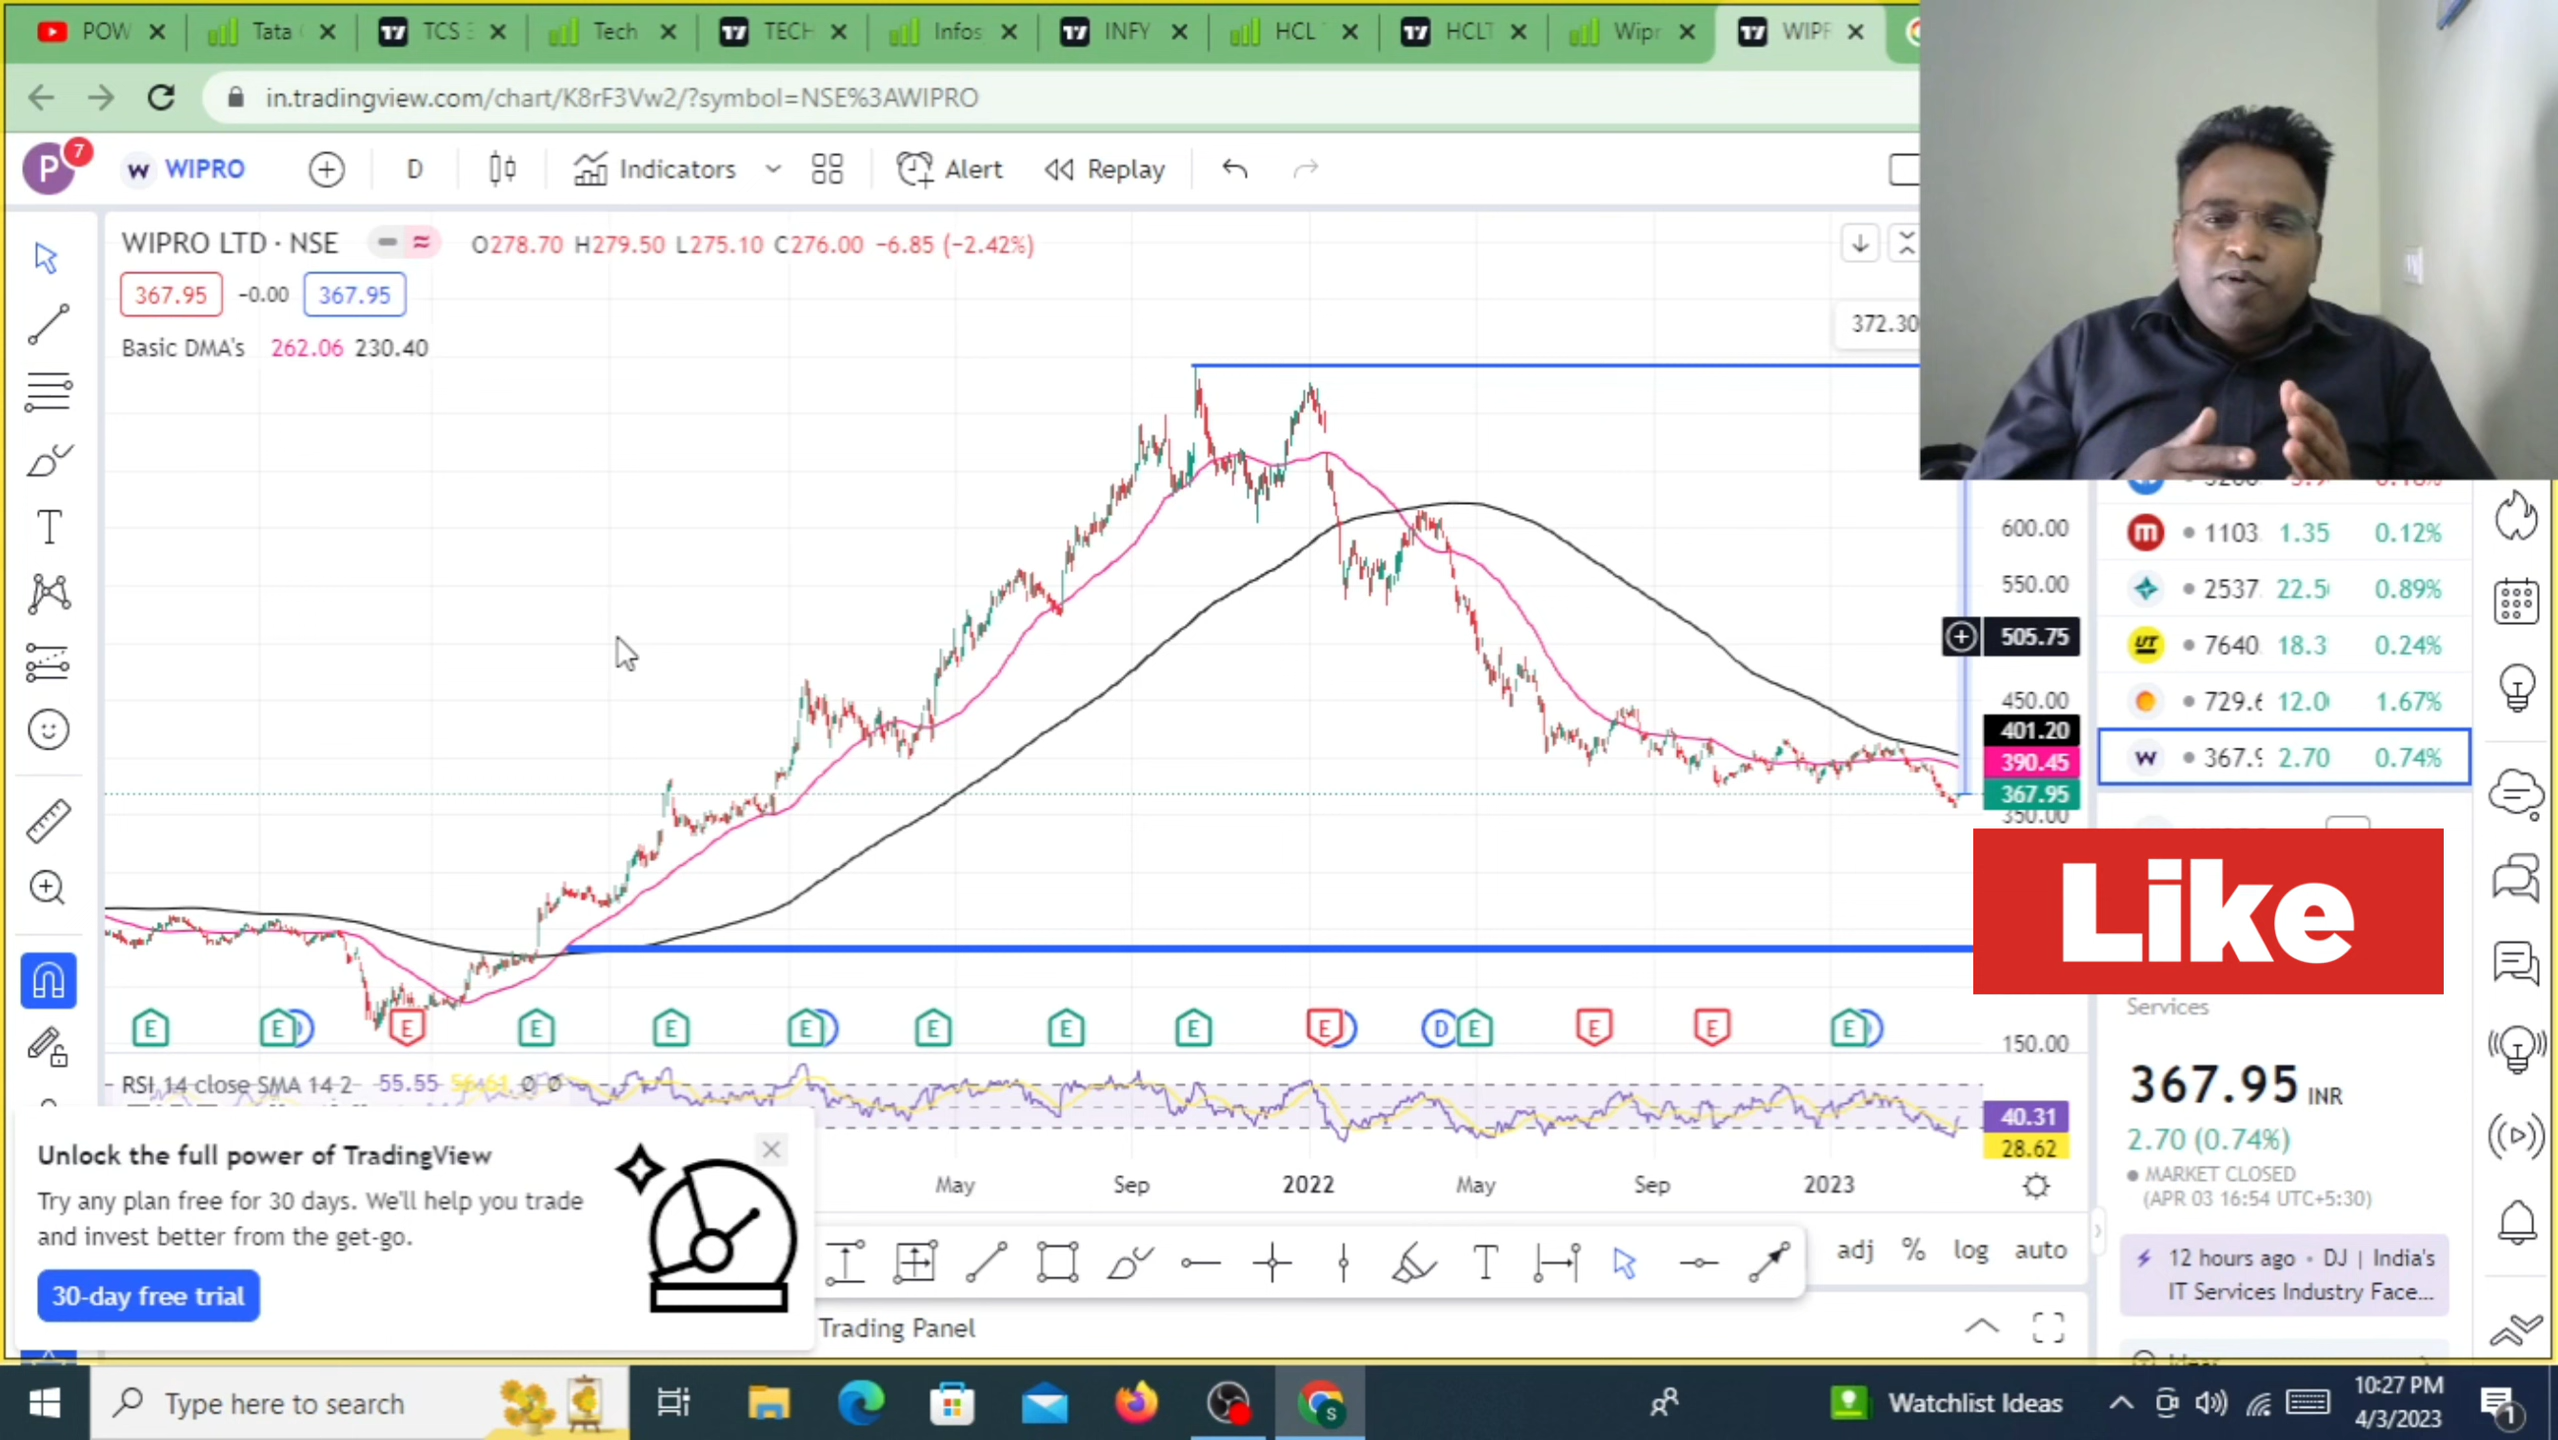 POW
Tata
TCS
Tech
TECH
Infos
INFY
HCL
HCLT
Wipr
WIPR
in.tradingview.com/chart/K8rF3Vw2/?symbol=NSE%3AWIPRO
P 7
W WIPRO
D
Indicators
Alert
Replay
WIPRO LTD · NSE
O278.70 H279.50 L275.10 C276.00 −6.85 (−2.42%)
367.95 −0.00 367.95
Basic DMA's 262.06 230.40
372.30
600.00
550.00
505.75
450.00
401.20
390.45
367.95
350.00
150.00
m 1103. 1.35 0.12%
2537. 22.5 0.89%
UT 7640. 18.3 0.24%
729.6 12.0 1.67%
W 367.9 2.70 0.74%
Like
Services
367.95 INR
2.70 (0.74%)
MARKET CLOSED
(APR 03 16:54 UTC+5:30)
12 hours ago • DJ | India's
IT Services Industry Face...
E E E E E E E E E E D E E E E
RSI 14 close SMA 14 2 55.55 56.61 Ø Ø
40.31
28.62
May Sep 2022 May Sep 2023
Unlock the full power of TradingView
Try any plan free for 30 days. We'll help you trade
and invest better from the get-go.
30-day free trial
T
T
adj % log auto
Trading Panel
Type here to search
S
Watchlist Ideas
10:27 PM
4/3/2023
1